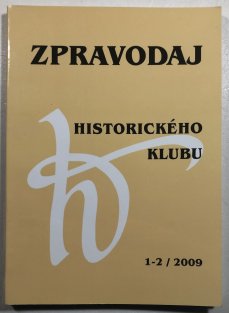 ZPRAVODAJ
HISTORICKÉHO
KLUBU
1-2 / 2009